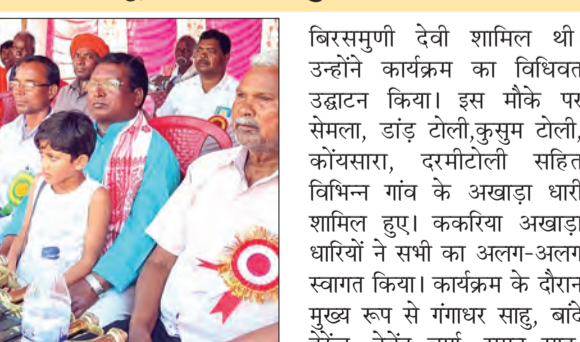 बिरसमुणी देवी शामिल थी
उन्होंने कार्यक्रम का विधिवत
उद्घाटन किया। इस मौके पर
सेमला, डांड़ टोली,कुसुम टोली,
कोंयसारा, दरमीटोली सहित
विभिन्न गांव के अखाड़ा धारी
शामिल हुए। ककरिया अखाड़ा
धारियों ने सभी का अलग-अलग
स्वागत किया। कार्यक्रम के दौरान
मुख्य रूप से गंगाधर साहु, बांदे